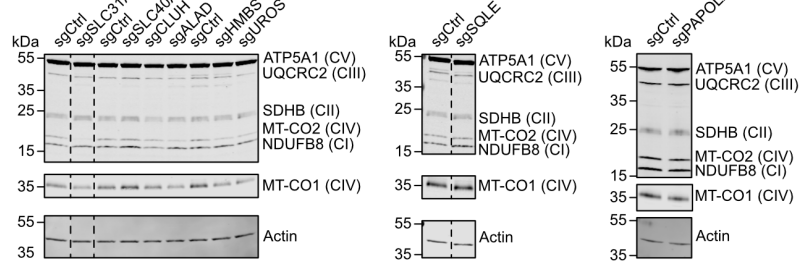 sgCtrl
sgCtrl
sgCLUH
sgALAD
sgCtrl
sgHMBS
sgUROS
kDa
55
35
25
15
ATP5A1 (CV)
UQCRC2 (CIII)
SDHB (CII)
MT-CO2 (CIV)
NDUFB8 (CI)
35
MT-CO1 (CIV)
55
35
Actin
sgCtrl
sgSQLE
kDa
55
35
25
15
ATP5A1 (CV)
UQCRC2 (CIII)
SDHB (CII)
MT-CO2 (CIV)
NDUFB8 (CI)
35
MT-CO1 (CIV)
55
35
Actin
sgCtrl
kDa
55
35
25
15
ATP5A1 (CV)
UQCRC2 (CIII)
SDHB (CII)
MT-CO2 (CIV)
NDUFB8 (CI)
35
MT-CO1 (CIV)
55
35
Actin